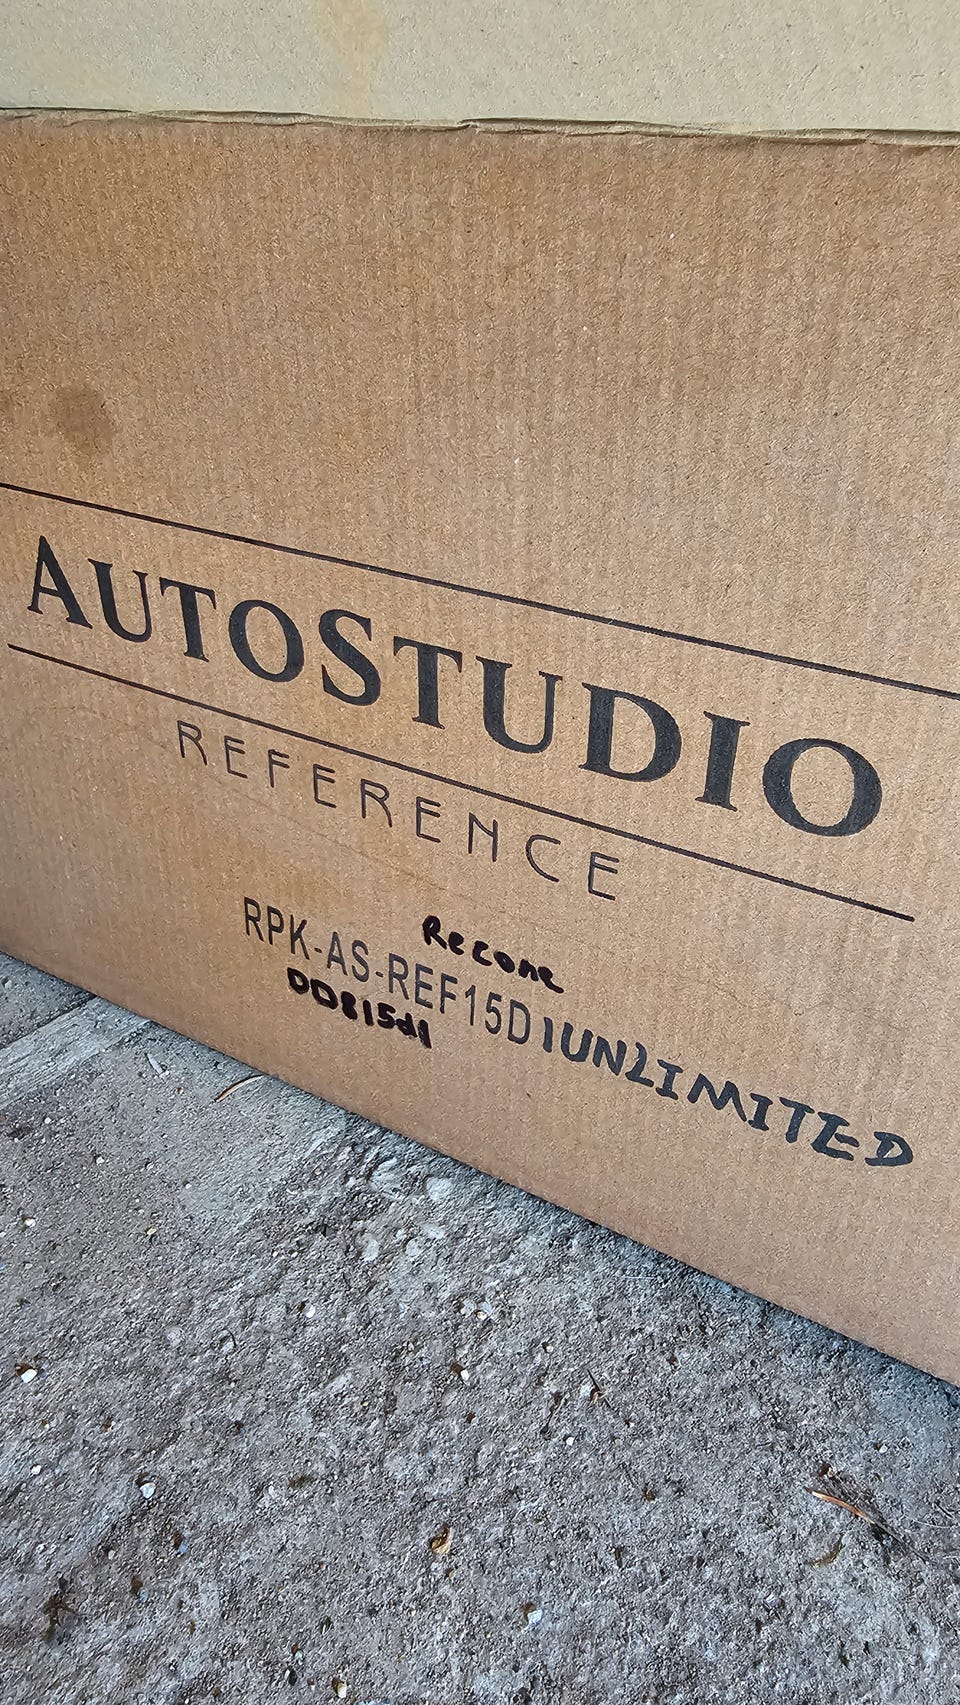 AUTOSTUDIO
REFERENCE
Recone
RPK-AS-REF15D1UNLIMITED
DD815d1